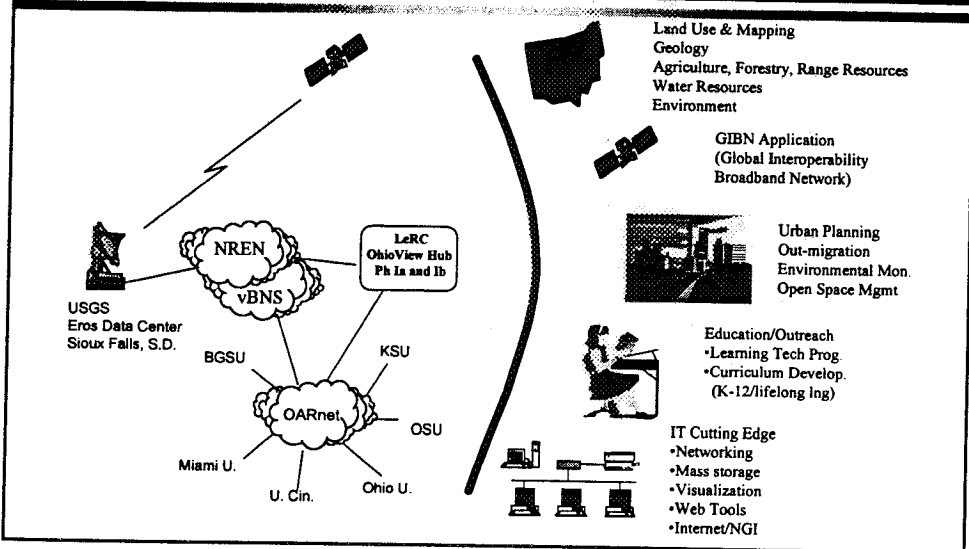 NREN
vBNS
LeRC
OhioView Hub
Ph Ia and Ib
USGS
Eros Data Center
Sioux Falls, S.D.
BGSU
KSU
OARnet
OSU
Miami U.
U. Cin.
Ohio U.
Land Use & Mapping
Geology
Agriculture, Forestry, Range Resources
Water Resources
Environment
GIBN Application
(Global Interoperability
Broadband Network)
Urban Planning
Out-migration
Environmental Mon.
Open Space Mgmt
Education/Outreach
•Learning Tech Prog.
•Curriculum Develop.
(K-12/lifelong lng)
IT Cutting Edge
•Networking
•Mass storage
•Visualization
•Web Tools
•Internet/NGI